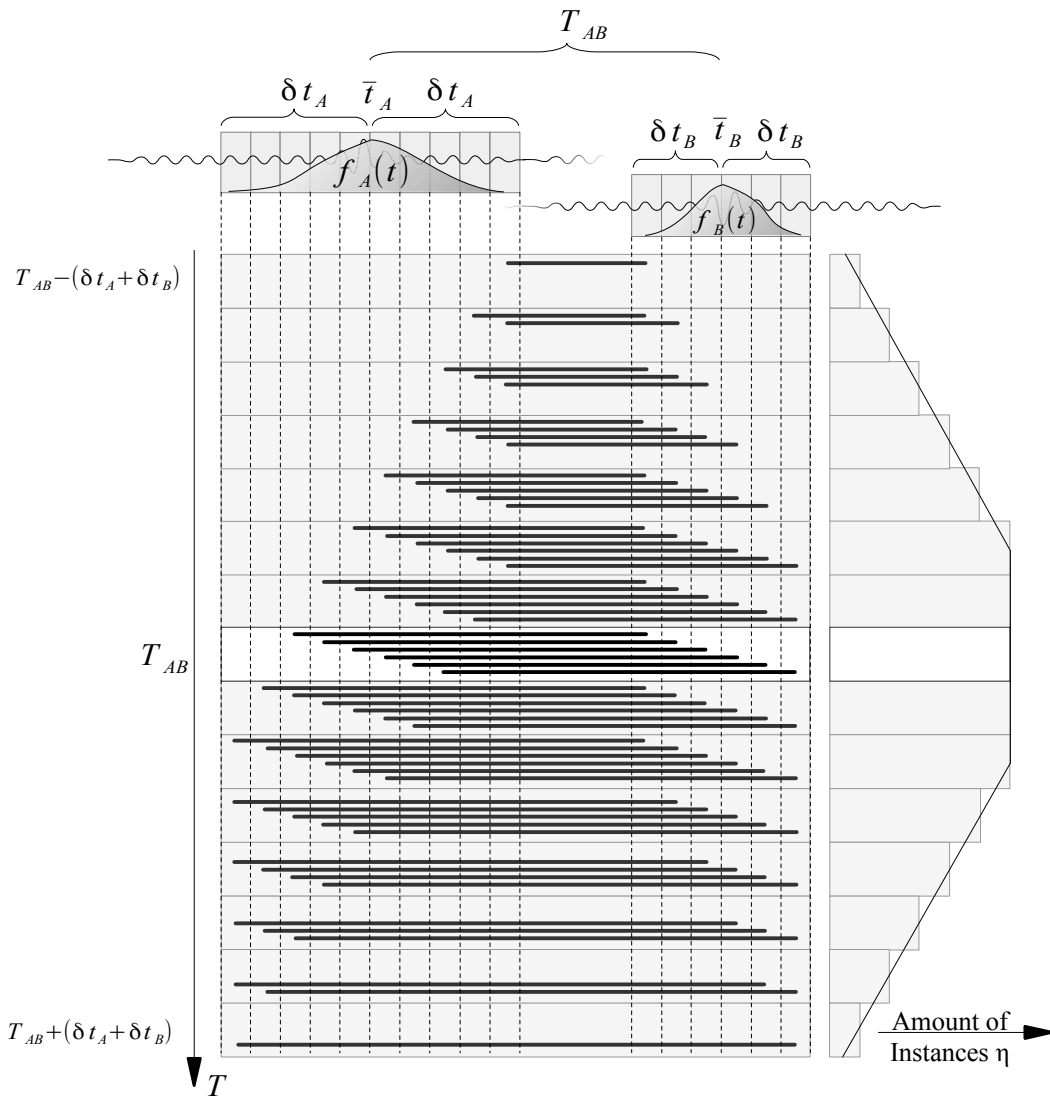 T_AB
δ t_A t̄_A δ t_A
δ t_B t̄_B δ t_B
f_A(t)
f_B(t)
T_AB−(δ t_A+δ t_B)
T_AB
T_AB+(δ t_A+δ t_B)
T
Amount of
Instances η